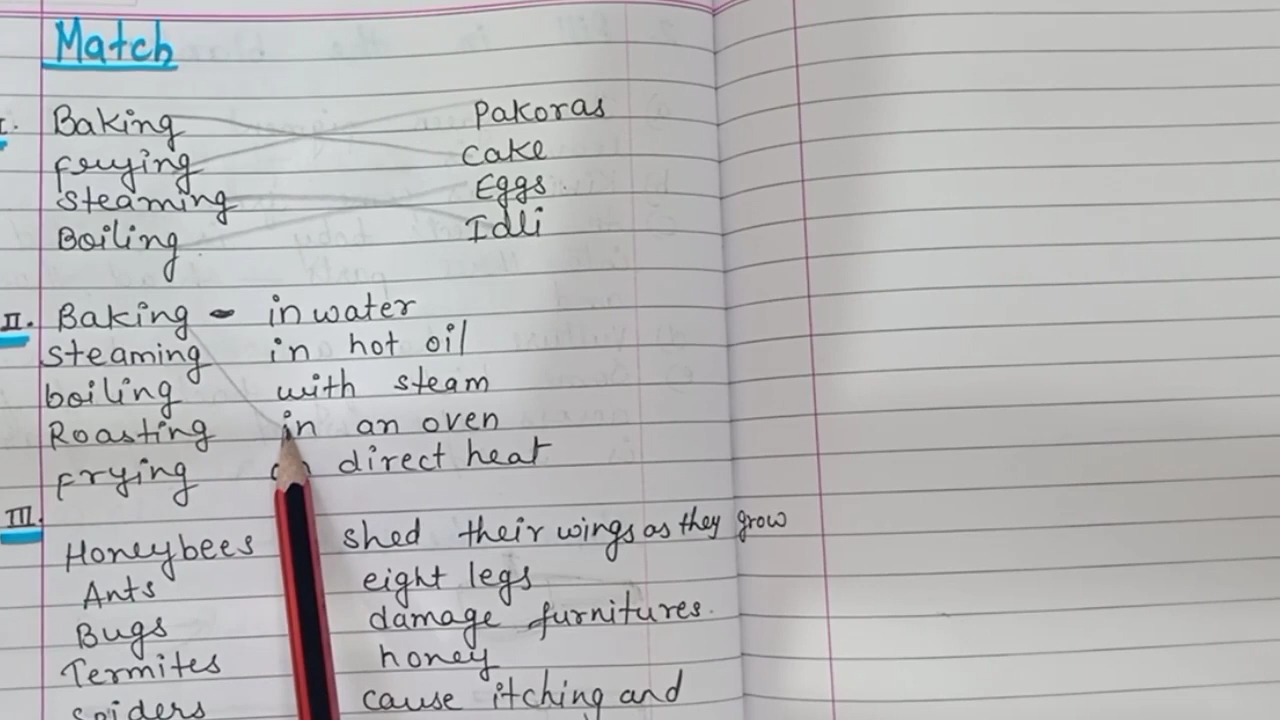 Match
I. Baking Pakoras
Frying Cake
Steaming Eggs
Boiling Idli
II. Baking - in water
Steaming in hot oil
boiling with steam
Roasting in an oven
frying on direct heat
III.
Honeybees shed their wings as they grow
Ants eight legs
Bugs damage furnitures.
Termites honey
Spiders cause itching and